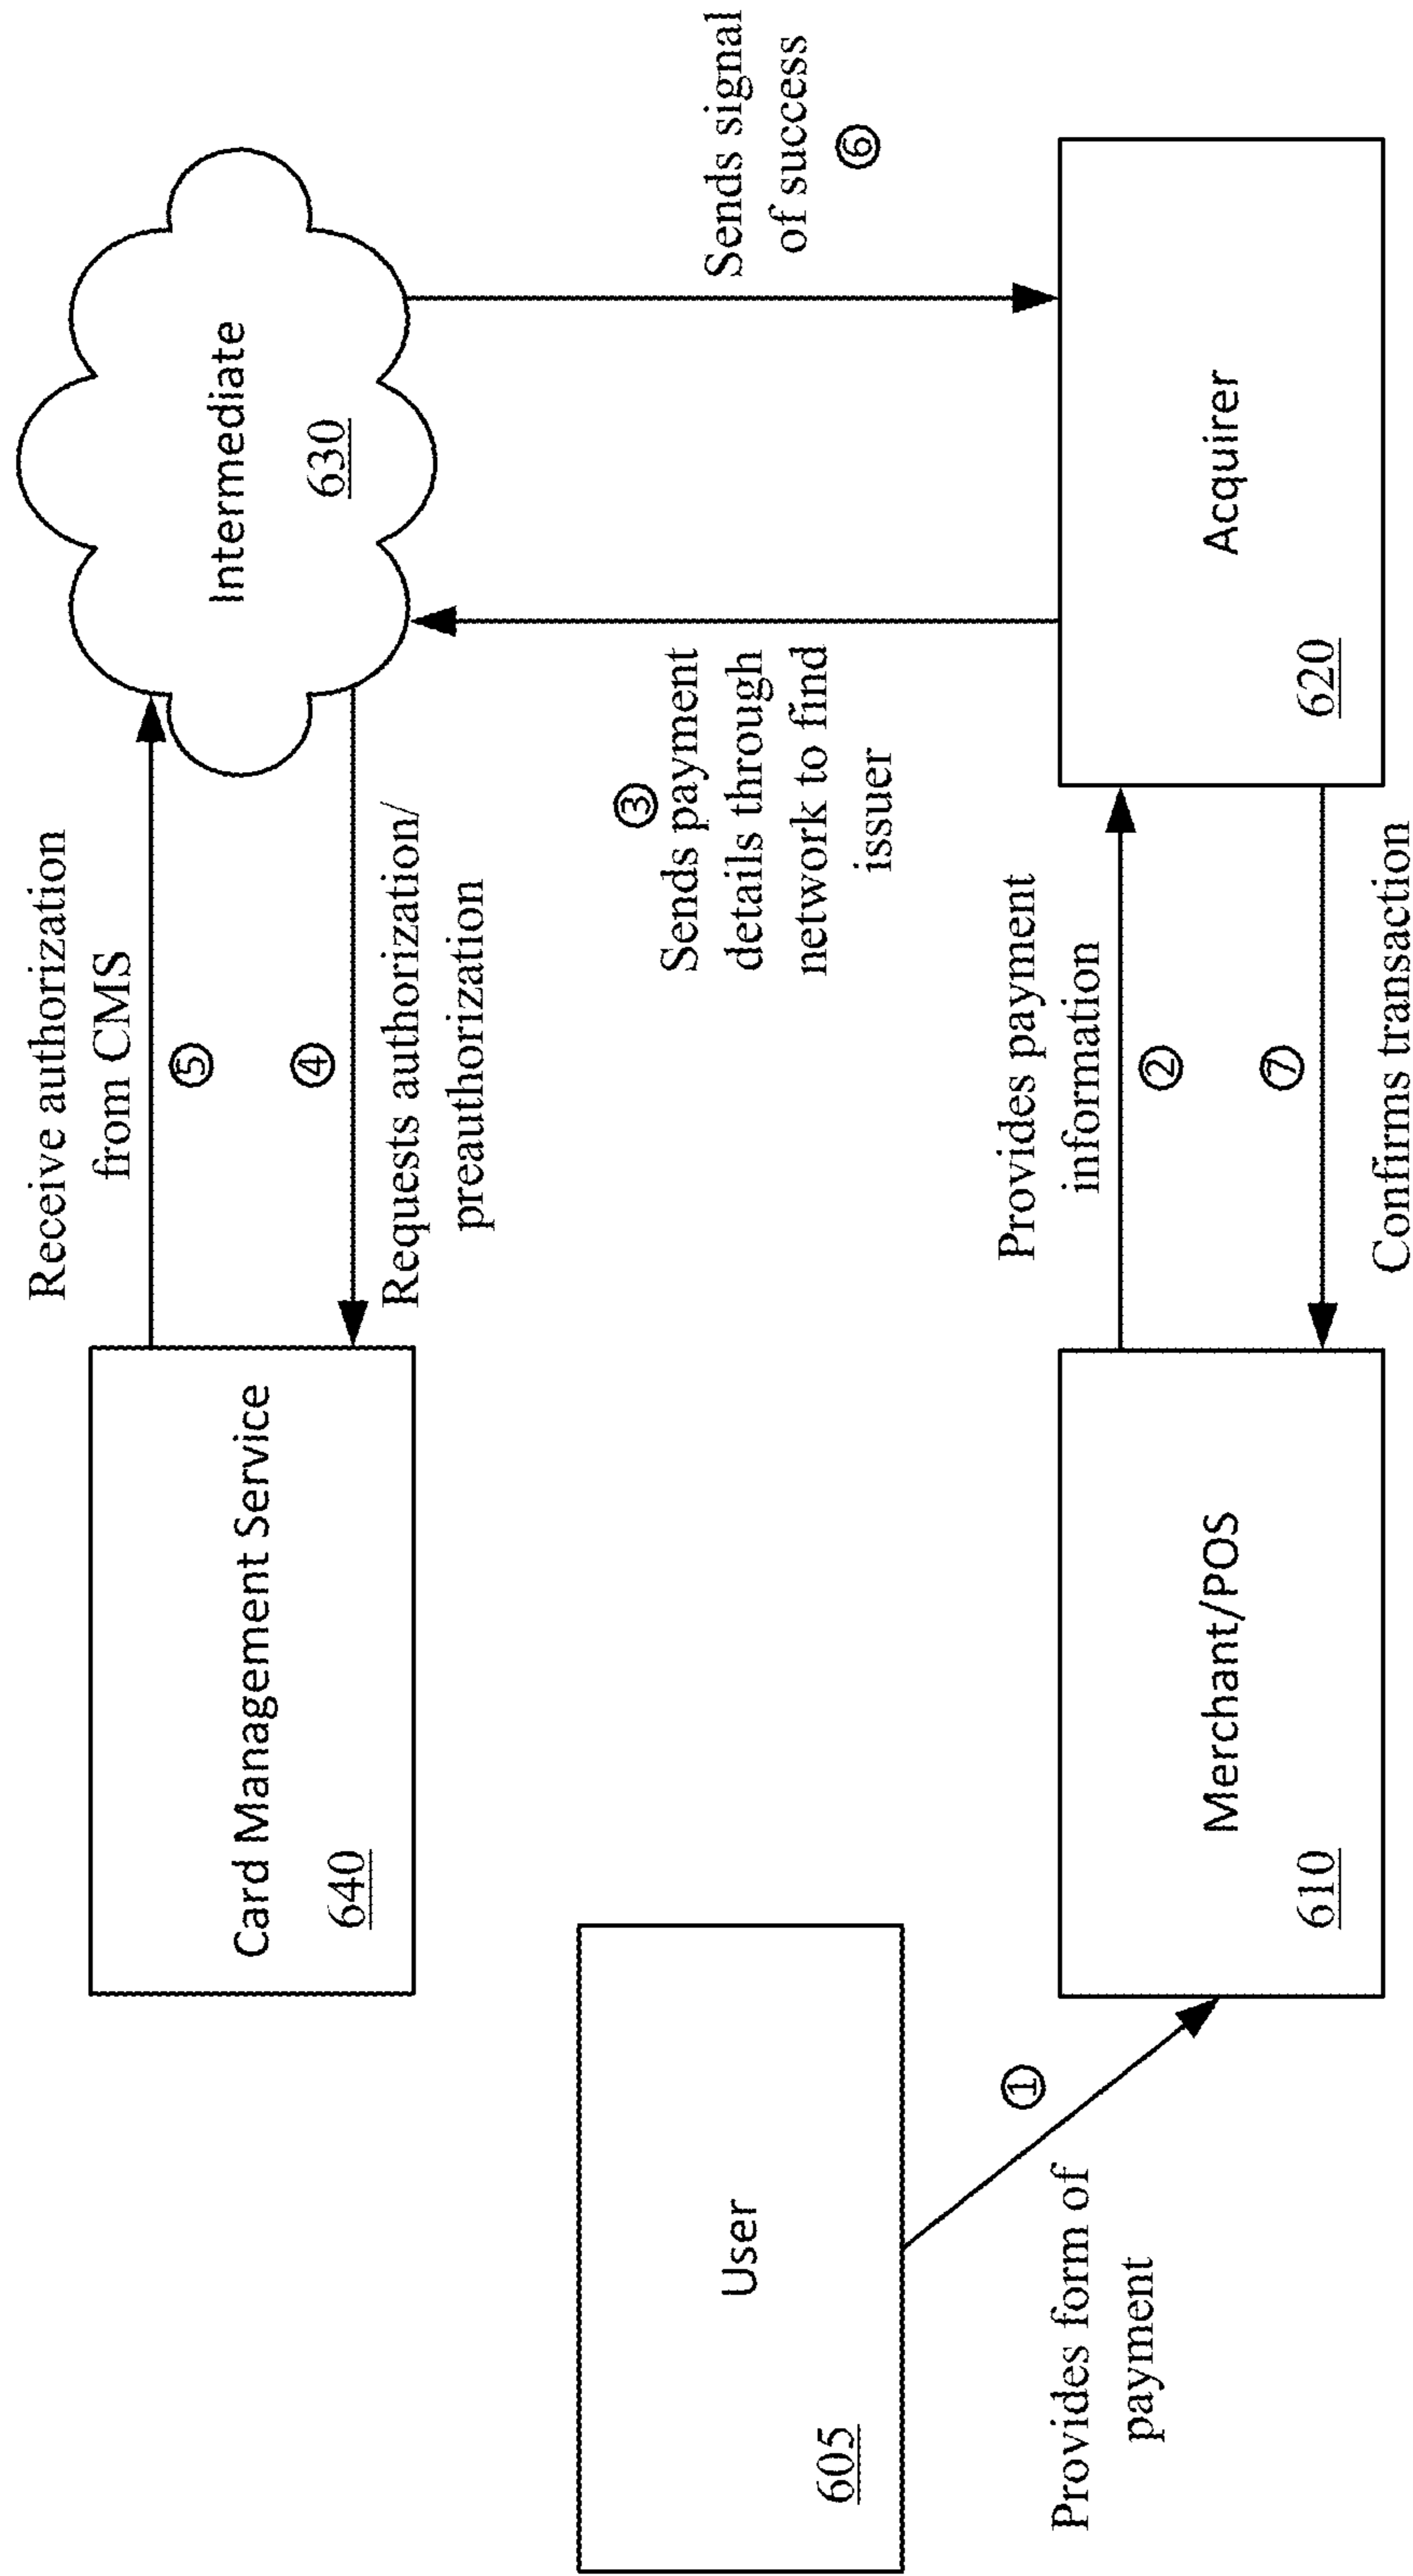 Receive authorization
from CMS
⑤
④
Requests authorization/
preauthorization
Card Management Service
640
Intermediate
630
Sends signal
of success
⑥
③
Sends payment
details through
network to find
issuer
User
605
①
Provides form of
payment
Merchant/POS
610
Provides payment
information
②
⑦
Confirms transaction
Acquirer
620